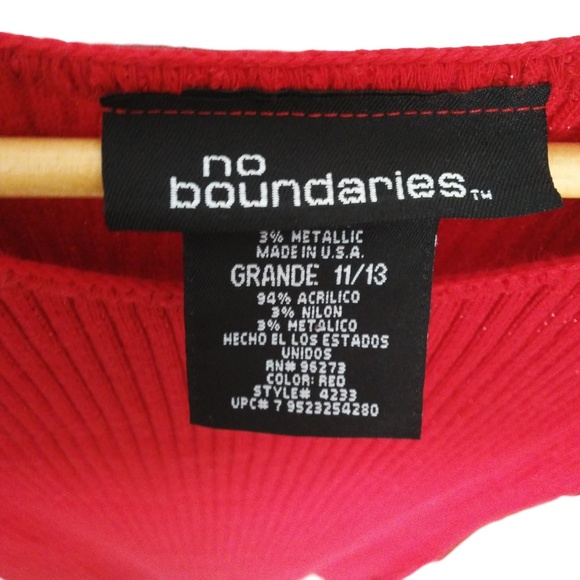 no
boundaries™
3% METALLIC
MADE IN U.S.A.
GRANDE 11/13
94% ACRILICO
3% NILON
3% METALICO
HECHO EL LOS ESTADOS
UNIDOS
RN# 96273
COLOR: RED
STYLE# 4233
UPC# 7 9523254280